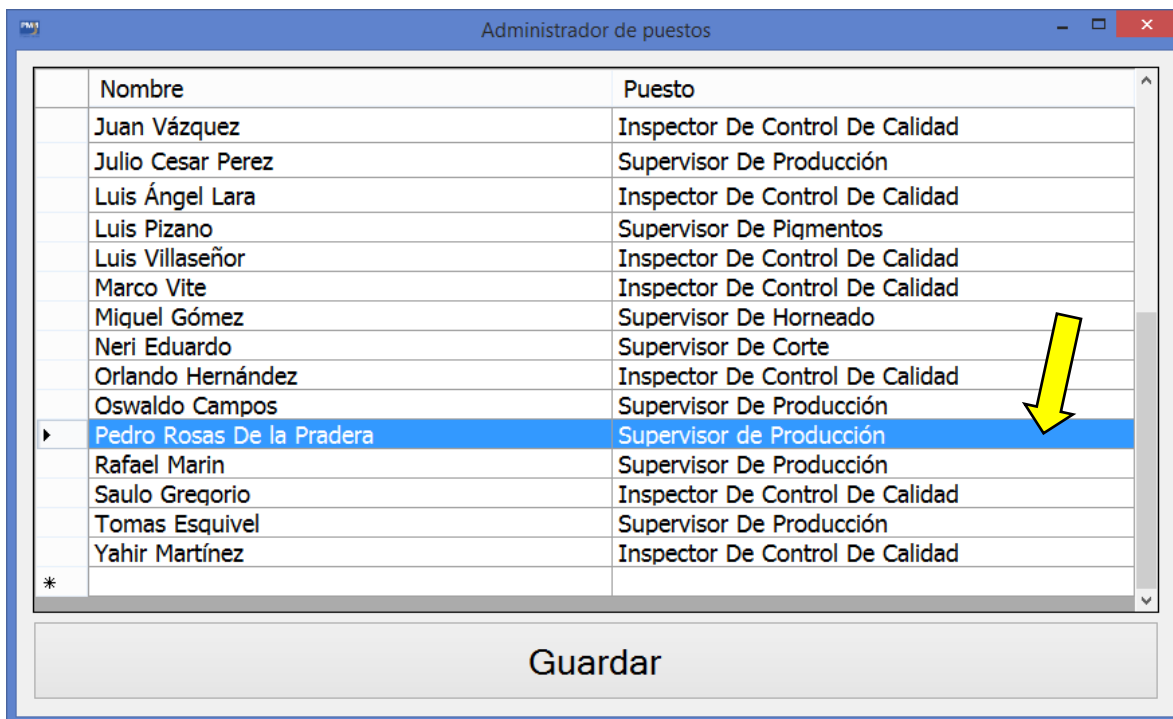 PMI
Administrador de puestos
Nombre Puesto
Juan Vázquez Inspector De Control De Calidad
Julio Cesar Perez Supervisor De Producción
Luis Ángel Lara Inspector De Control De Calidad
Luis Pizano Supervisor De Pigmentos
Luis Villaseñor Inspector De Control De Calidad
Marco Vite Inspector De Control De Calidad
Miguel Gómez Supervisor De Horneado
Neri Eduardo Supervisor De Corte
Orlando Hernández Inspector De Control De Calidad
Oswaldo Campos Supervisor De Producción
Pedro Rosas De la Pradera Supervisor de Producción
Rafael Marin Supervisor De Producción
Saulo Gregorio Inspector De Control De Calidad
Tomas Esquivel Supervisor De Producción
Yahir Martínez Inspector De Control De Calidad
Guardar